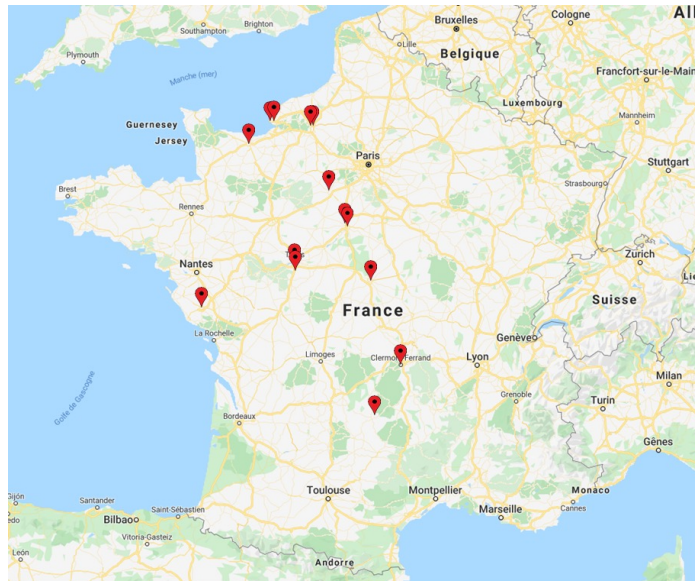 Southampton
Brighton
Bruxelles
Cologne
All
Plymouth
Lille
Belgique
Manche (mer)
Francfort-sur-le-Main
Luxembourg
Guernesey
Mannheim
Jersey
Paris
Stuttgart
Brest
Strasbourg
Rennes
Zurich
Nantes
Lie
Suisse
France
La Rochelle
Genève
Limoges
Clermont-Ferrand
Lyon
Milan
Grenoble
Turin
Golfe de Gascogne
Bordeaux
Gênes
Toulouse
Montpellier
Monaco
Gijón
Santander
Saint-Sébastien
Marseille
Cannes
Bilbao
Vitoria-Gasteiz
León
Andorre